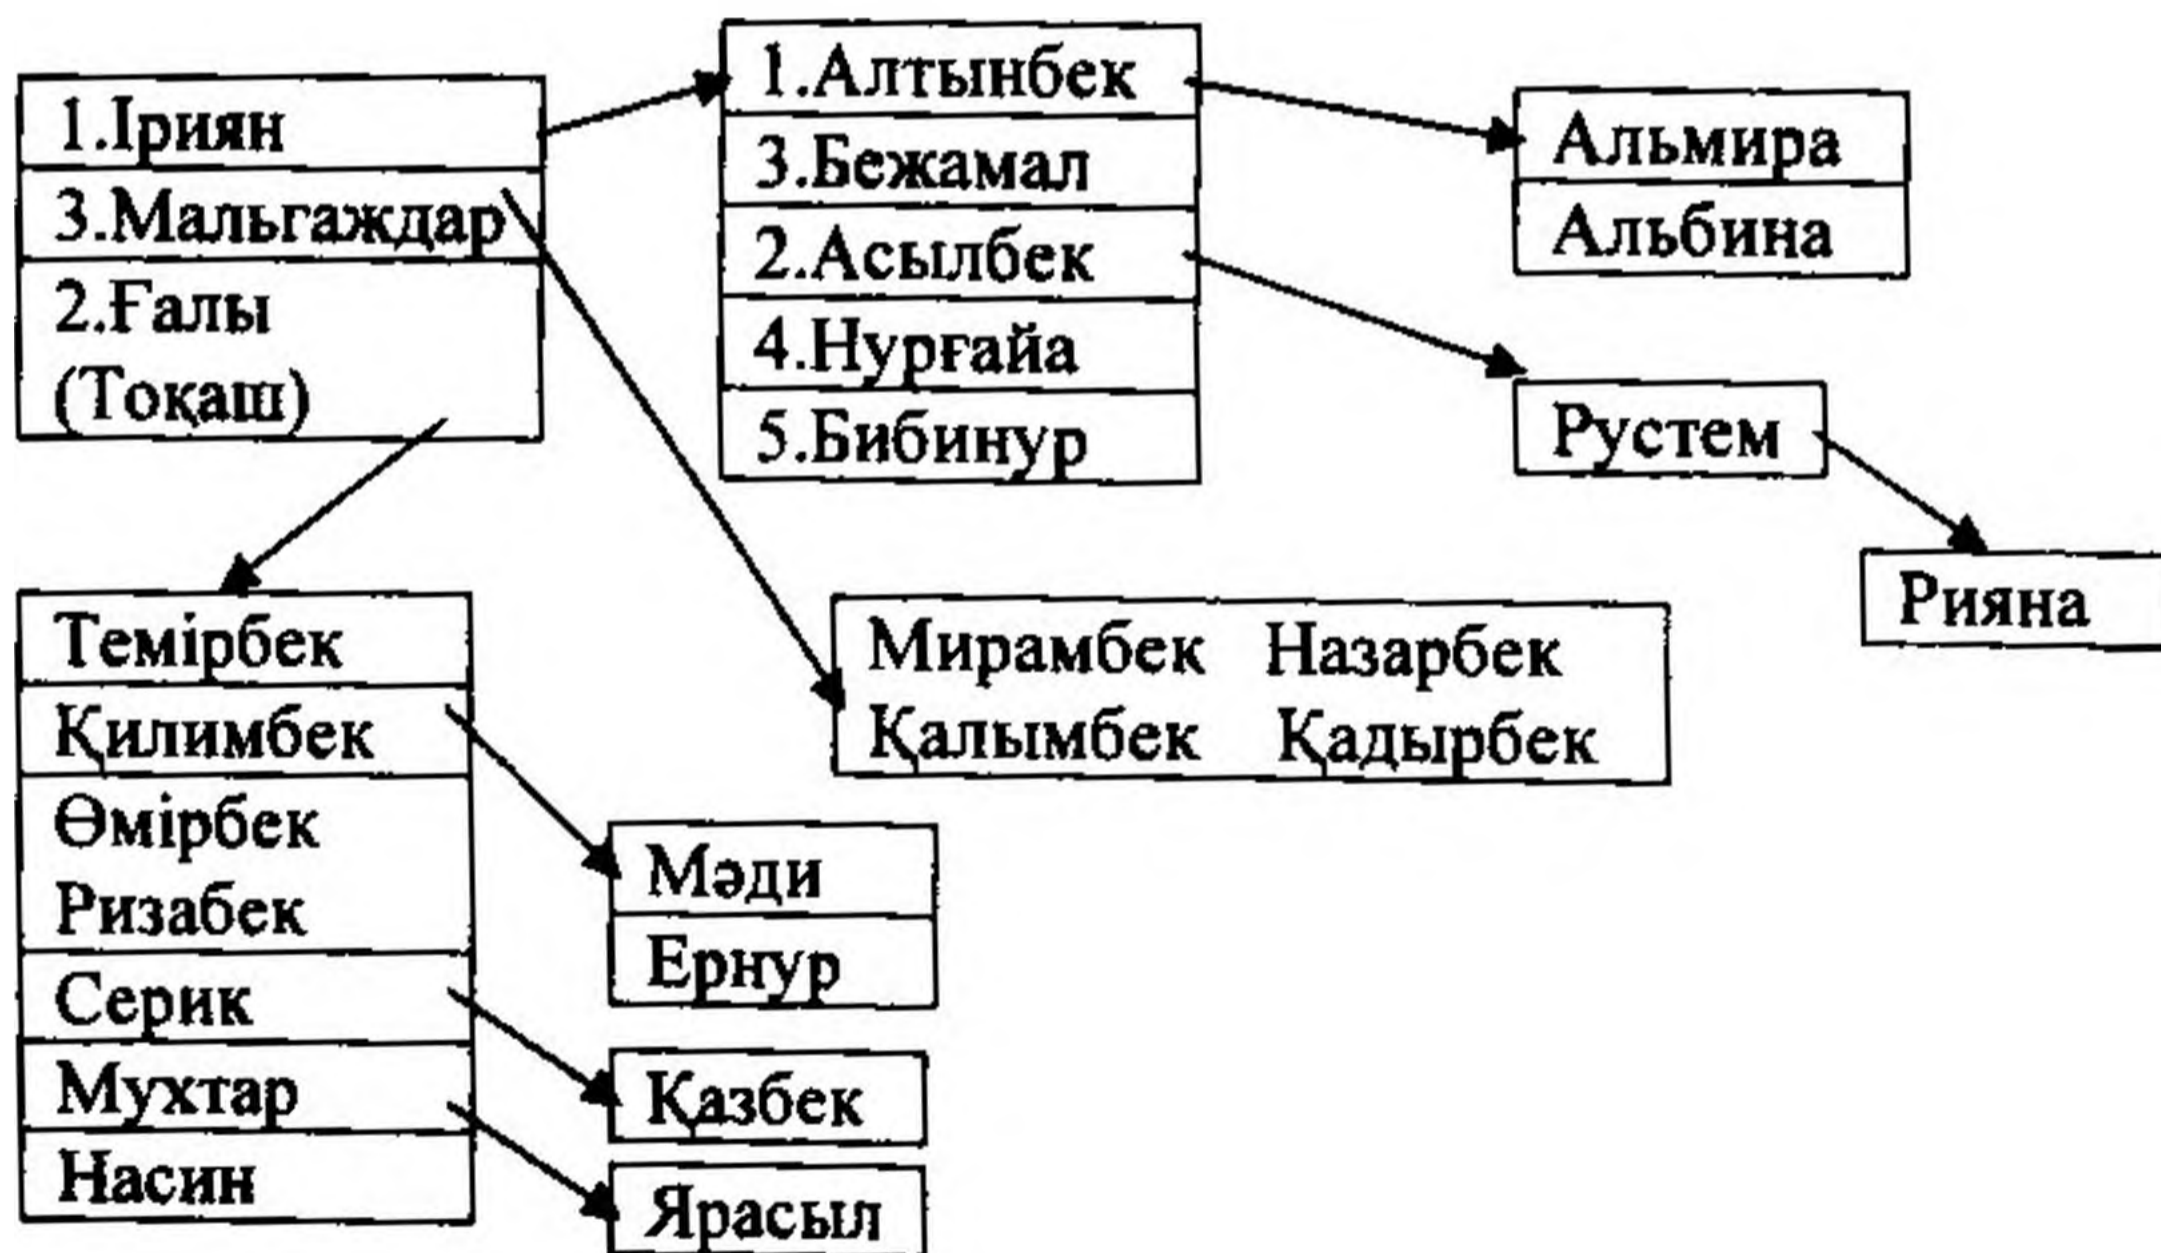 1.Іриян
3.Мальгаждар
2.Ғалы
(Тоқаш)
1.Алтынбек
3.Бежамал
2.Асылбек
4.Нурғайа
5.Бибинур
Альмира
Альбина
Рустем
Рияна
Темірбек
Қилимбек
Өмірбек
Ризабек
Серик
Мухтар
Насин
Мирамбек Назарбек
Қалымбек Қадырбек
Мәди
Ернур
Қазбек
Ярасыл